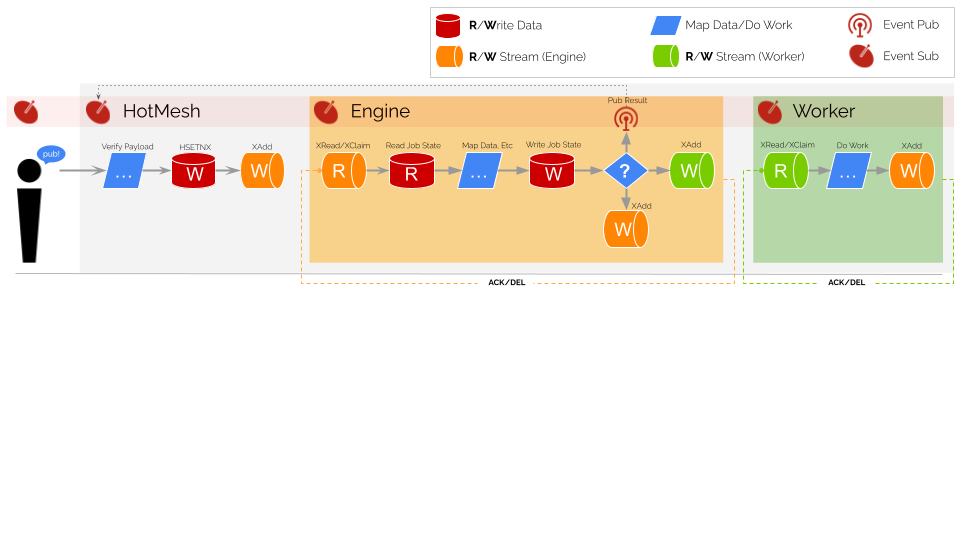 R/Write Data
Map Data/Do Work
Event Pub
R/W Stream (Engine)
R/W Stream (Worker)
Event Sub
HotMesh
Engine
Pub Result
Worker
pub!
Verify Payload
HSETNX
XAdd
XRead/XClaim
Read Job State
Map Data, Etc
Write Job State
XAdd
XRead/XClaim
Do Work
XAdd
...
W
W
R
R
...
W
?
W
R
...
W
XAdd
W
ACK/DEL
ACK/DEL